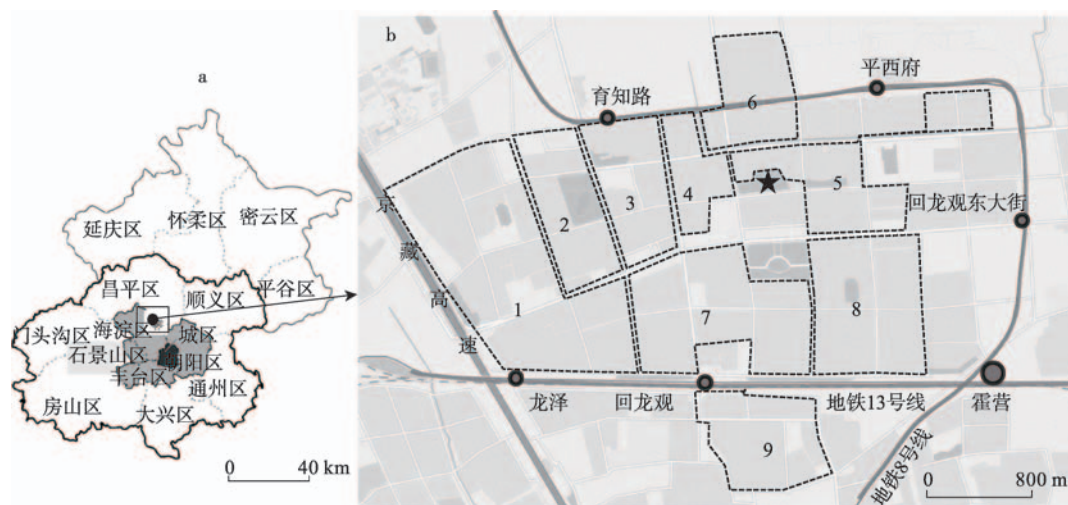 a
延庆区
怀柔区
密云区
昌平区
顺义区
平谷区
门头沟区
海淀区
城区
石景山区
朝阳区
丰台区
通州区
房山区
大兴区
0 40 km
b
育知路
平西府
6
4
5
3
2
回龙观东大街
京藏高速
1
7
8
龙泽
回龙观
地铁13号线
霍营
地铁8号线
9
0 800 m